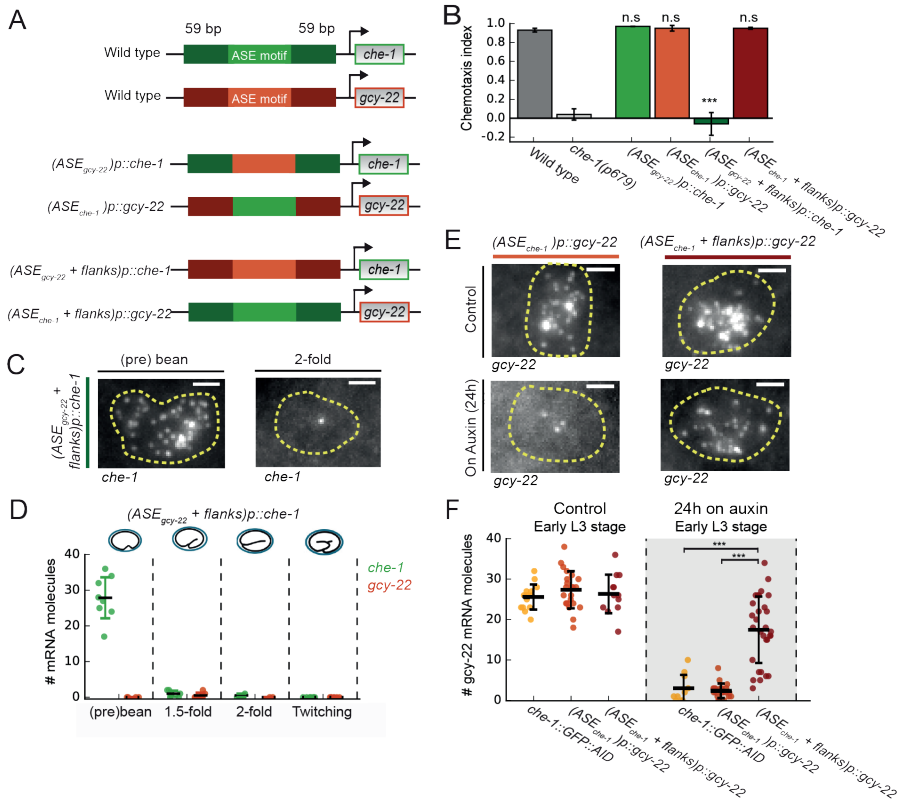 A
59 bp 59 bp
Wild type ASE motif che-1
Wild type ASE motif gcy-22
(ASEgcy-22)p::che-1 che-1
(ASEche-1)p::gcy-22 gcy-22
(ASEgcy-22 + flanks)p::che-1 che-1
(ASEche-1 + flanks)p::gcy-22 gcy-22
B
Chemotaxis index
n.s n.s *** n.s
0.8
0.6
0.4
0.2
0.0
-0.2
Wild type
che-1(p679)
(ASEgcy-22)p::che-1
(ASEche-1)p::gcy-22
(ASEgcy-22 + flanks)p::che-1
(ASEche-1 + flanks)p::gcy-22
C
(pre) bean 2-fold
(ASEgcy-22 +
flanks)p::che-1
che-1 che-1
D
(ASEgcy-22 + flanks)p::che-1
# mRNA molecules
40
30
20
10
0
che-1
gcy-22
(pre)bean 1.5-fold 2-fold Twitching
E
(ASEche-1)p::gcy-22 (ASEche-1 + flanks)p::gcy-22
Control
gcy-22 gcy-22
On Auxin (24h)
gcy-22 gcy-22
F
Control 24h on auxin
Early L3 stage Early L3 stage
# gcy-22 mRNA molecules
40
30
20
10
0
***
***
che-1::GFP::AID
(ASEche-1)p::gcy-22
(ASEche-1 + flanks)p::gcy-22
che-1::GFP::AID
(ASEche-1)p::gcy-22
(ASEche-1 + flanks)p::gcy-22